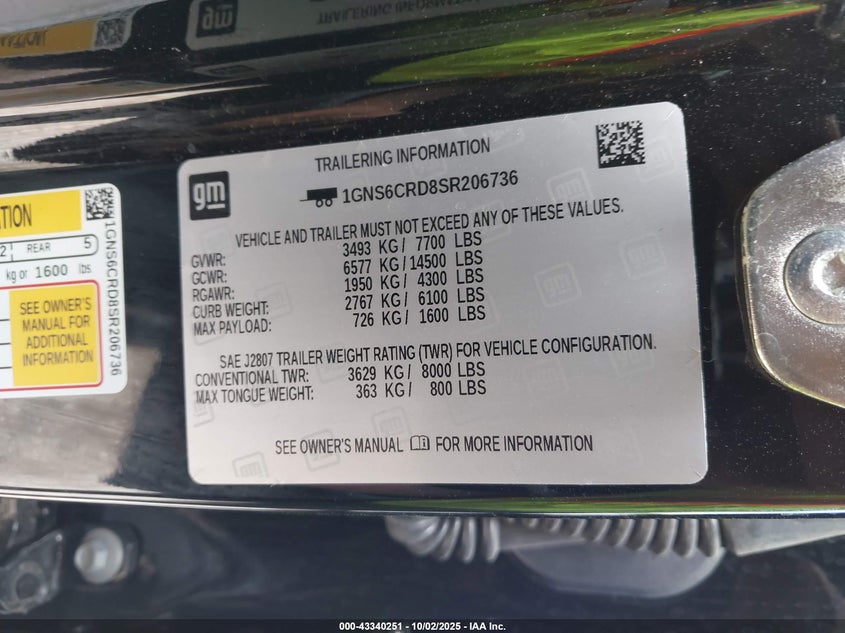 gm
TRAILERING INFORMATION
gm
TRAILERING INFORMATION
1GNS6CRD8SR206736
VEHICLE AND TRAILER MUST NOT EXCEED ANY OF THESE VALUES.
GVWR: 3493 KG/ 7700 LBS
GCWR: 6577 KG/14500 LBS
RGAWR: 1950 KG/ 4300 LBS
CURB WEIGHT: 2767 KG/ 6100 LBS
MAX PAYLOAD: 726 KG/ 1600 LBS
SAE J2807 TRAILER WEIGHT RATING (TWR) FOR VEHICLE CONFIGURATION.
CONVENTIONAL TWR: 3629 KG/ 8000 LBS
MAX TONGUE WEIGHT: 363 KG/ 800 LBS
SEE OWNER'S MANUAL FOR MORE INFORMATION
REAR 5
kg or 1600 lbs
SEE OWNER'S
MANUAL FOR
ADDITIONAL
INFORMATION
1GNS6CRD8SR206736
000-43340251 - 10/02/2025 - IAA Inc.